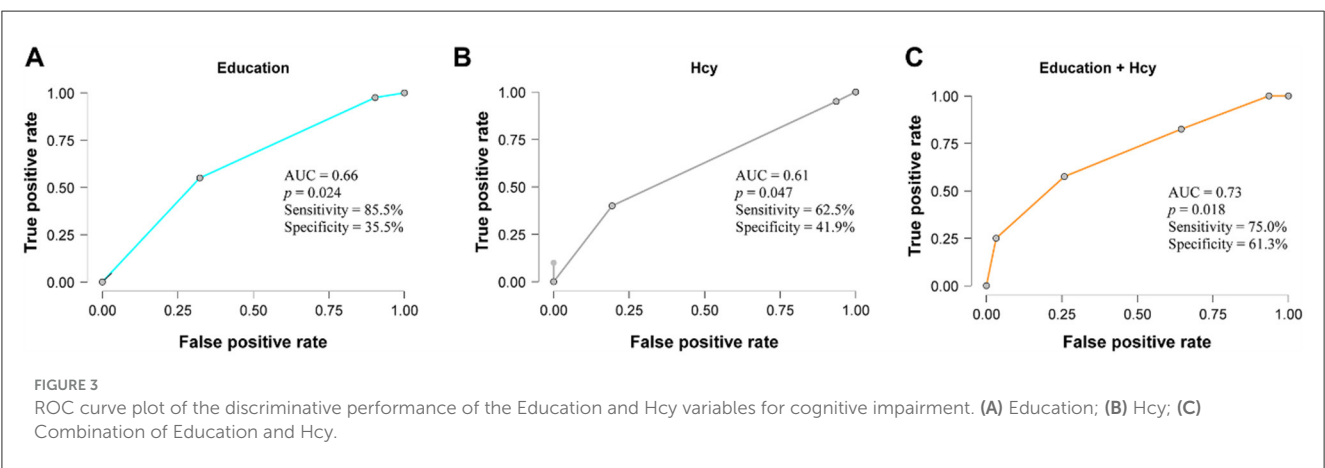 A
Education
1.00
0.75
0.50
0.25
0.00
True positive rate
AUC = 0.66
p = 0.024
Sensitivity = 85.5%
Specificity = 35.5%
0.00 0.25 0.50 0.75 1.00
False positive rate
B
Hcy
1.00
0.75
0.50
0.25
0.00
True positive rate
AUC = 0.61
p = 0.047
Sensitivity = 62.5%
Specificity = 41.9%
0.00 0.25 0.50 0.75 1.00
False positive rate
C
Education + Hcy
1.00
0.75
0.50
0.25
0.00
True positive rate
AUC = 0.73
p = 0.018
Sensitivity = 75.0%
Specificity = 61.3%
0.00 0.25 0.50 0.75 1.00
False positive rate
FIGURE 3
ROC curve plot of the discriminative performance of the Education and Hcy variables for cognitive impairment. (A) Education; (B) Hcy; (C)
Combination of Education and Hcy.